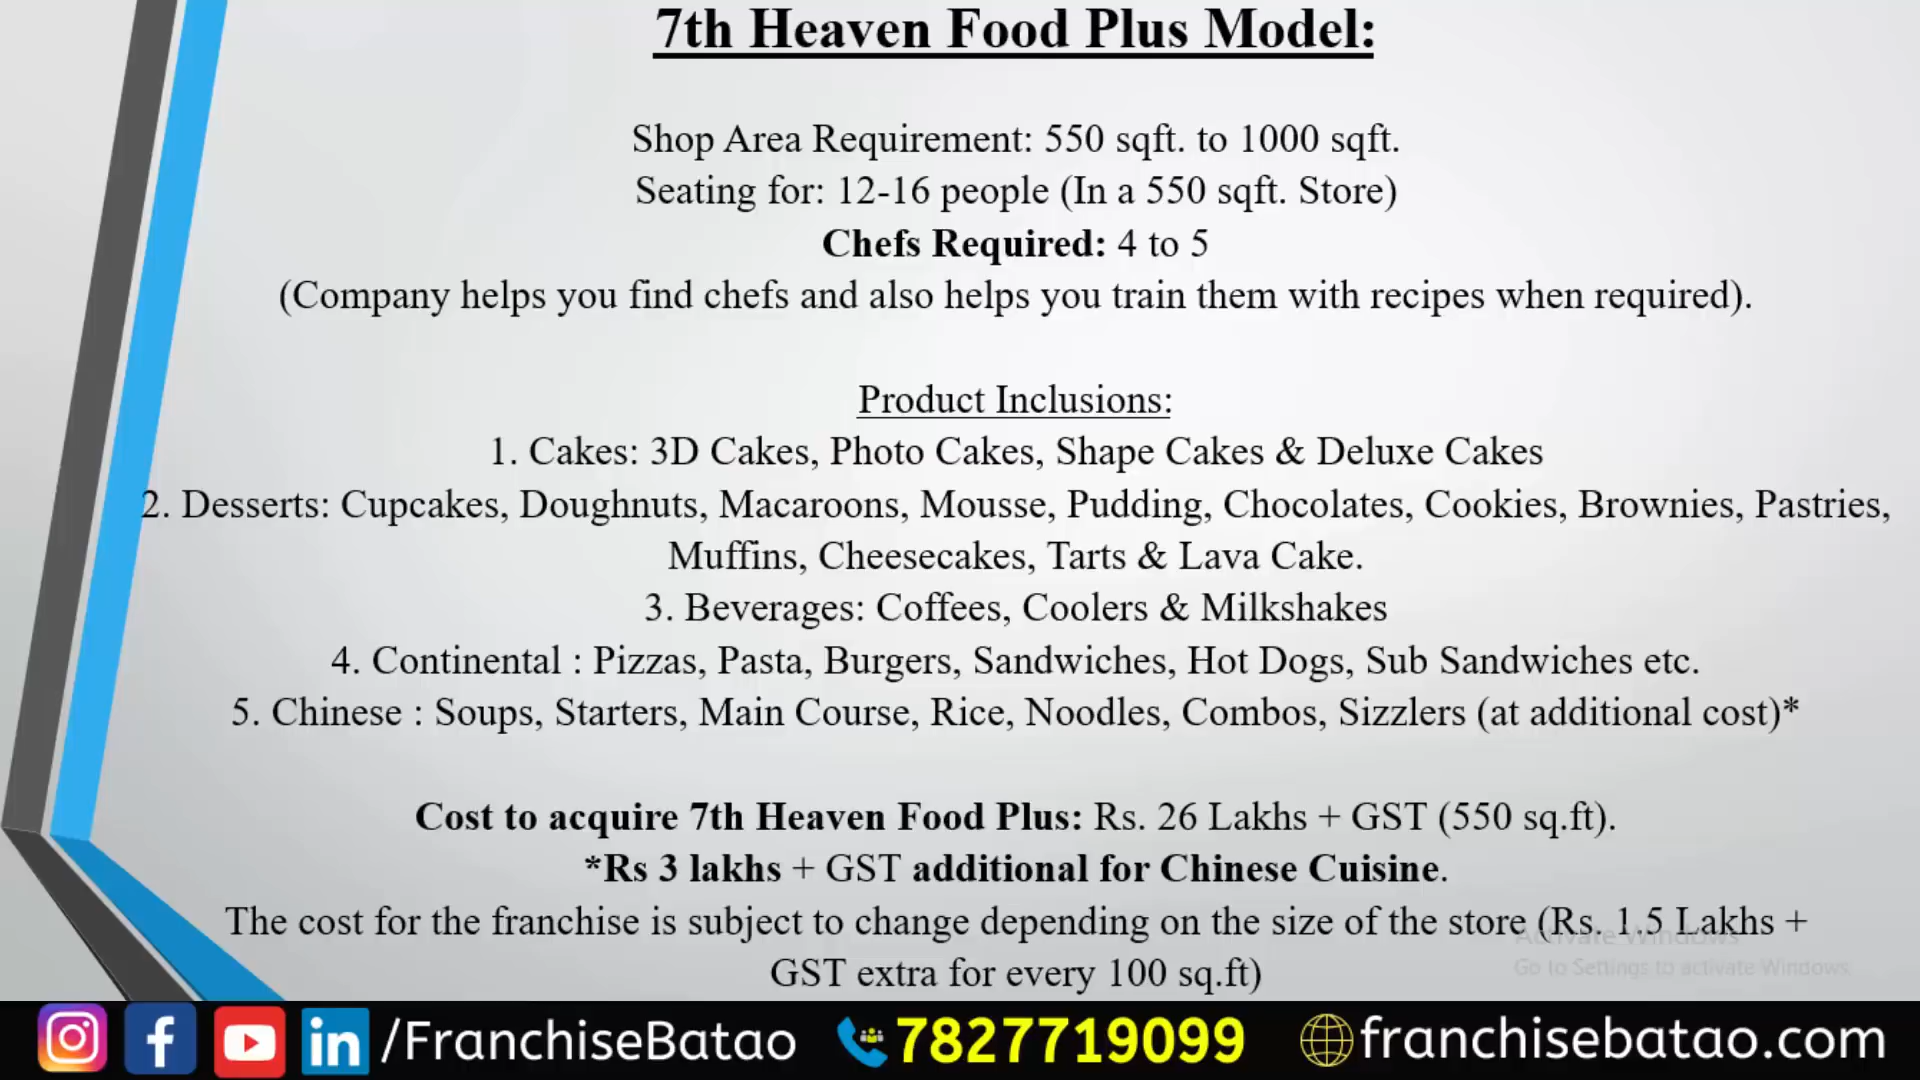 7th Heaven Food Plus Model:
Shop Area Requirement: 550 sqft. to 1000 sqft.
Seating for: 12-16 people (In a 550 sqft. Store)
Chefs Required: 4 to 5
(Company helps you find chefs and also helps you train them with recipes when required).
Product Inclusions:
1. Cakes: 3D Cakes, Photo Cakes, Shape Cakes & Deluxe Cakes
2. Desserts: Cupcakes, Doughnuts, Macaroons, Mousse, Pudding, Chocolates, Cookies, Brownies, Pastries,
Muffins, Cheesecakes, Tarts & Lava Cake.
3. Beverages: Coffees, Coolers & Milkshakes
4. Continental : Pizzas, Pasta, Burgers, Sandwiches, Hot Dogs, Sub Sandwiches etc.
5. Chinese : Soups, Starters, Main Course, Rice, Noodles, Combos, Sizzlers (at additional cost)*
Cost to acquire 7th Heaven Food Plus: Rs. 26 Lakhs + GST (550 sq.ft).
*Rs 3 lakhs + GST additional for Chinese Cuisine.
The cost for the franchise is subject to change depending on the size of the store (Rs. 1.5 Lakhs +
GST extra for every 100 sq.ft)
Activate Windows
Go to Settings to activate Windows.
/FranchiseBatao 7827719099 franchisebatao.com